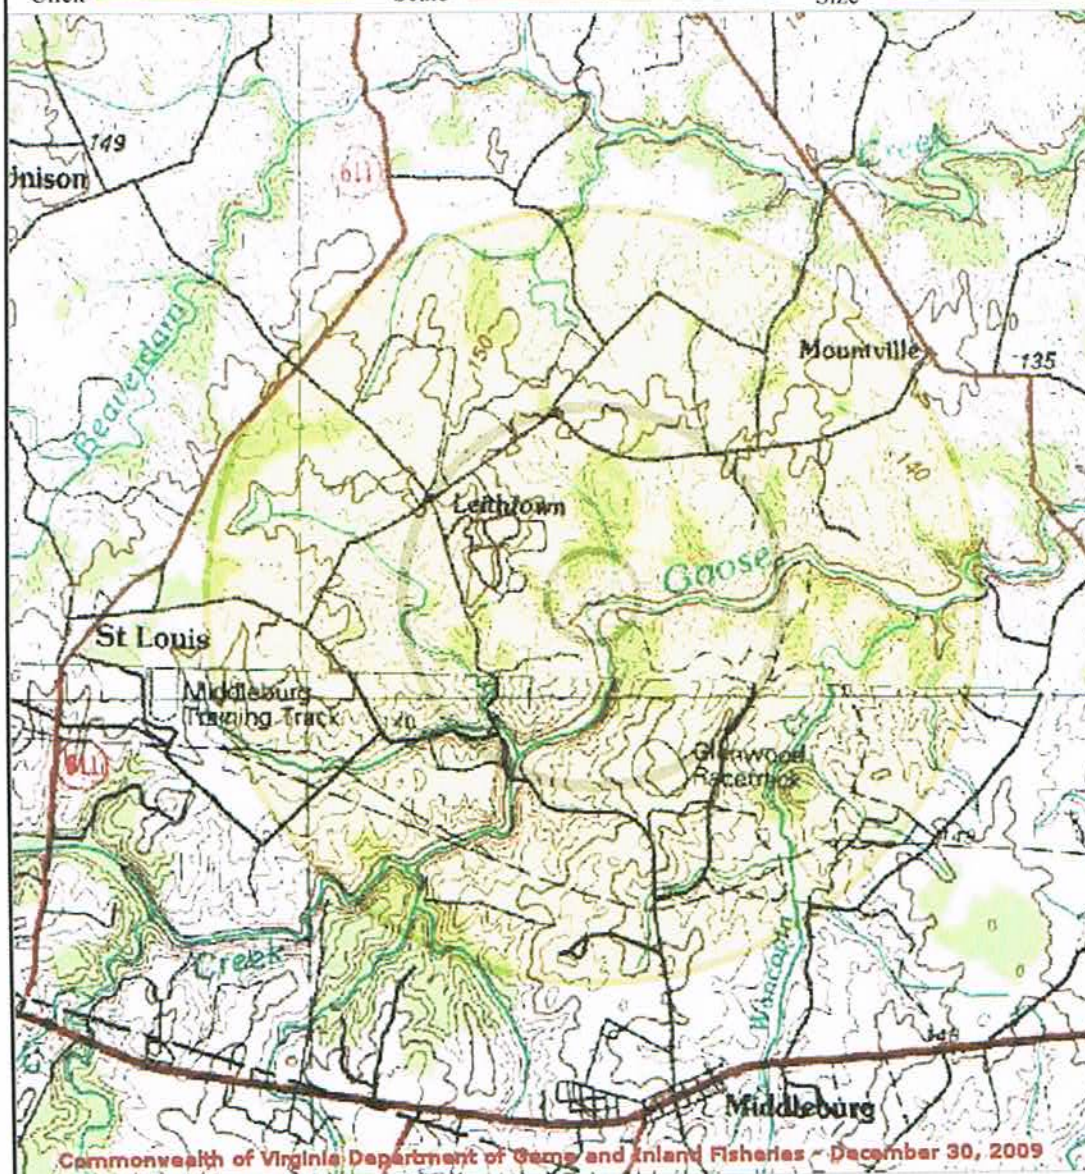 149
611
Creek
Beaverdam
150
Mountville
135
140
Leithtown
Goose
St Louis
Middleburg
Training Track
Glenwood
Racetrack
611
Creek
Middleburg
Commonwealth of Virginia Department of Game and Inland Fisheries - December 30, 2009